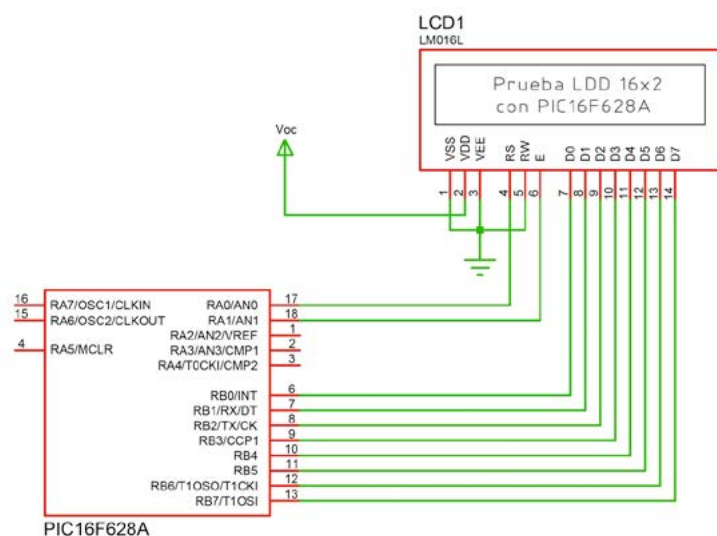 LCD1
LM016L
Prueba LDD 16x2
con PIC16F628A
Voc
VSS VDD VEE RS RW E D0 D1 D2 D3 D4 D5 D6 D7
1 2 3 4 5 6 7 8 9 10 11 12 13 14
16 RA7/OSC1/CLKIN RA0/AN0 17
15 RA6/OSC2/CLKOUT RA1/AN1 18
RA2/AN2/VREF 1
4 RA5/MCLR RA3/AN3/CMP1 2
RA4/T0CKI/CMP2 3
RB0/INT 6
RB1/RX/DT 7
RB2/TX/CK 8
RB3/CCP1 9
RB4 10
RB5 11
RB6/T1OSO/T1CKI 12
RB7/T1OSI 13
PIC16F628A